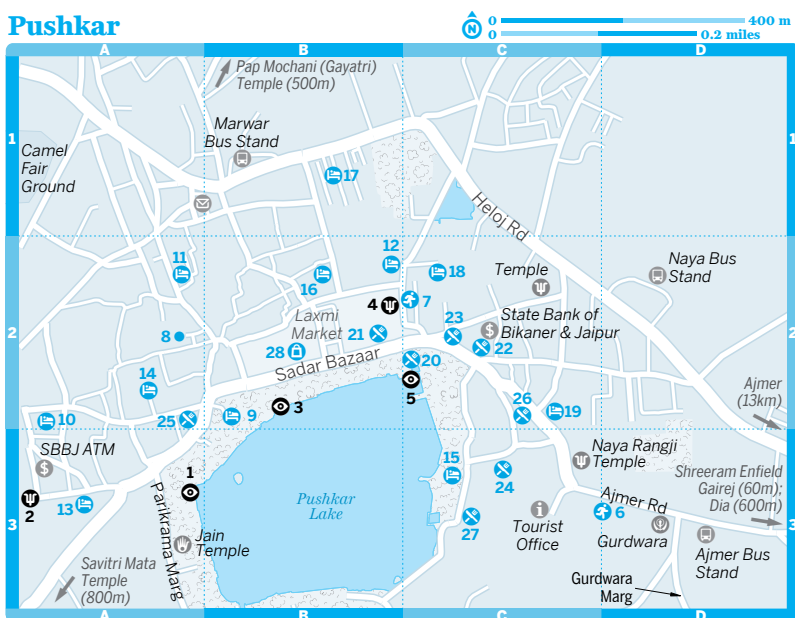 Pushkar
N
0 400 m
0 0.2 miles
A B C D
Pap Mochani (Gayatri)
Temple (500m)
1
1
Marwar
Bus Stand
Camel
Fair
Ground
17
Heloj Rd
11
12
16
18
Temple
Naya Bus
Stand
4
7
2
2
8
Laxmi
Market
21
23
State Bank of
Bikaner & Jaipur
28
22
Sadar Bazaar
20
14
5
Ajmer
(13km)
10
25
9
3
26
19
SBBJ ATM
$
$
1
15
24
Naya Rangji
Temple
Shreeram Enfield
Gairej (60m);
Dia (600m)
2
13
Parikrama Marg
Pushkar
Lake
3
3
27
i
Tourist
Office
6
Ajmer Rd
Gurdwara
Ajmer Bus
Stand
Jain
Temple
Savitri Mata
Temple
(800m)
Gurdwara
Marg
A B C D